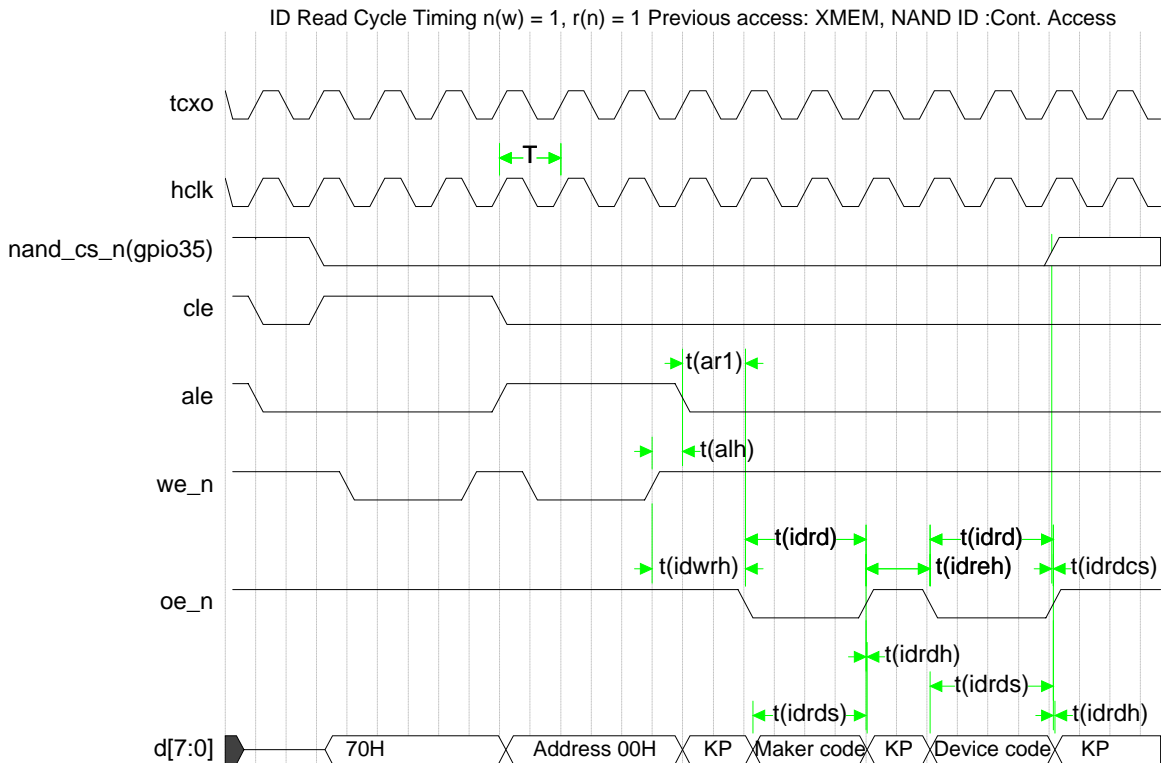 ID Read Cycle Timing n(w) = 1, r(n) = 1 Previous access: XMEM, NAND ID :Cont. Access
tcxo
T
hclk
nand_cs_n(gpio35)
cle
t(ar1)
ale
t(alh)
we_n
t(idrd) t(idrd)
t(idwrh) t(idreh) t(idrdcs)
oe_n
t(idrdh)
t(idrds)
t(idrds) t(idrdh)
d[7:0] 70H Address 00H KP Maker code KP Device code KP